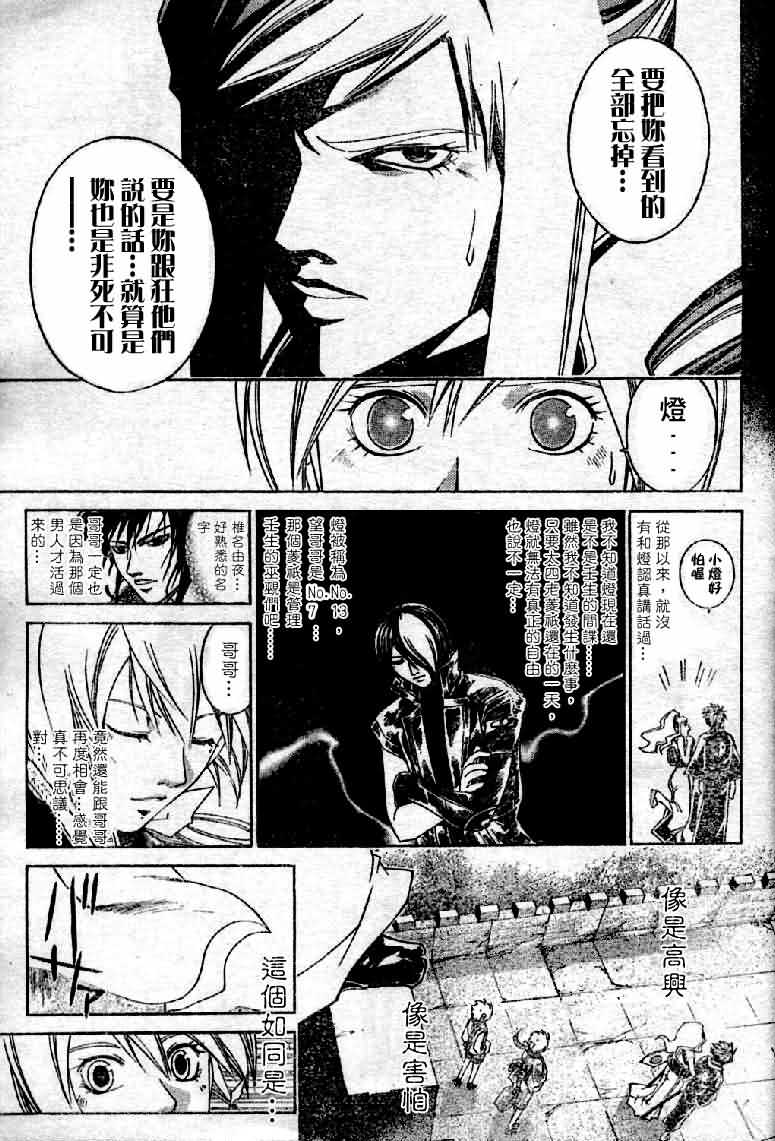 要把妳看到的
全部忘掉…
要是妳跟狂他們
說的話…就算是
妳也是非死不可
——…
燈...
從那以來，就沒
有和燈認真講話過…
小燈好
怕喔
我不知道燈現在還
是不是壬生的間諜……
雖然我不知道發生什麼事，
只要太四老菱祇還在的一天，
燈就無法有真正的自由
也說不一定…
燈被稱為No.13，
望哥哥是No.
7…
那個菱祇是管理
壬生的巫覡們吧…
椎名由夜…
好熟悉的名
字
哥哥一定也
是因為那個
男人才活過
來的…
哥哥…
竟然還能跟哥哥
再度相會…感覺
真不可思議……
對…
像是高興
像是害怕
這個如同是…